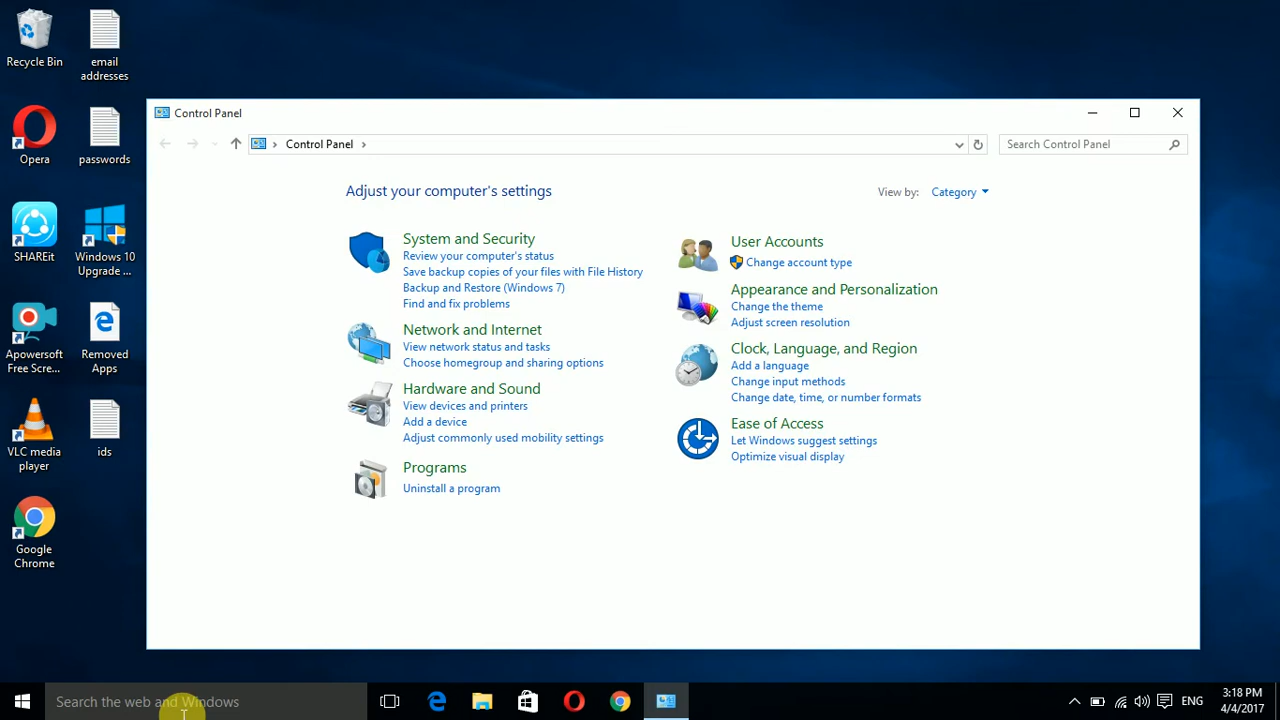 Recycle Bin
email
addresses
Opera
passwords
SHAREit
Windows 10
Upgrade ...
Apowersoft
Free Scre...
Removed
Apps
VLC media
player
ids
Google
Chrome
Control Panel
Control Panel
Search Control Panel
Adjust your computer's settings
View by: Category
System and Security
Review your computer's status
Save backup copies of your files with File History
Backup and Restore (Windows 7)
Find and fix problems
Network and Internet
View network status and tasks
Choose homegroup and sharing options
Hardware and Sound
View devices and printers
Add a device
Adjust commonly used mobility settings
Programs
Uninstall a program
User Accounts
Change account type
Appearance and Personalization
Change the theme
Adjust screen resolution
Clock, Language, and Region
Add a language
Change input methods
Change date, time, or number formats
Ease of Access
Let Windows suggest settings
Optimize visual display
Search the web and Windows
ENG
3:18 PM
4/4/2017